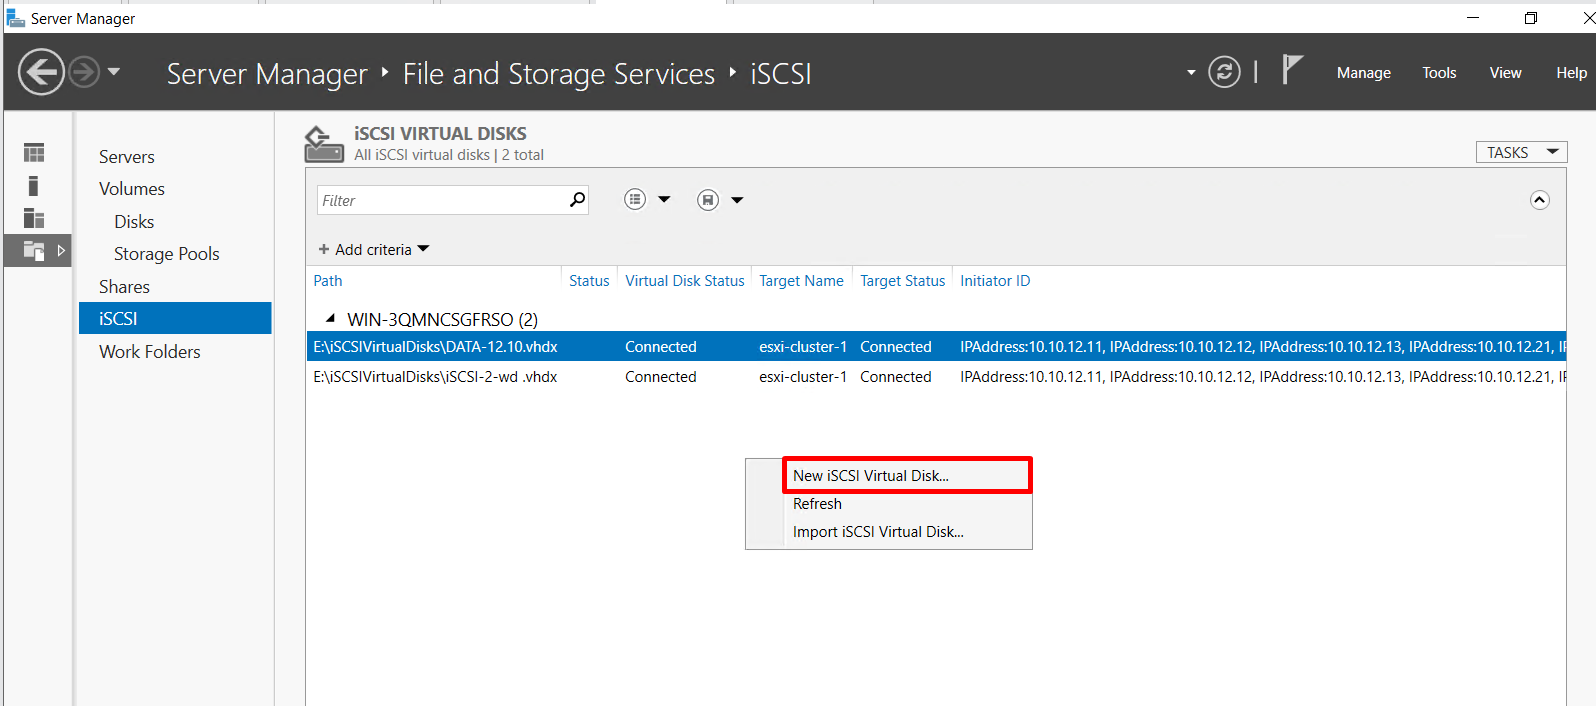 Server Manager
Server Manager ‣ File and Storage Services ‣ iSCSI
Manage Tools View Help
Servers
Volumes
Disks
Storage Pools
Shares
iSCSI
Work Folders
iSCSI VIRTUAL DISKS
All iSCSI virtual disks | 2 total
TASKS
Filter
Add criteria
Path Status Virtual Disk Status Target Name Target Status Initiator ID
WIN-3QMNCSGFRSO (2)
E:\iSCSIVirtualDisks\DATA-12.10.vhdx Connected esxi-cluster-1 Connected IPAddress:10.10.12.11, IPAddress:10.10.12.12, IPAddress:10.10.12.13, IPAddress:10.10.12.21,
E:\iSCSIVirtualDisks\iSCSI-2-wd .vhdx Connected esxi-cluster-1 Connected IPAddress:10.10.12.11, IPAddress:10.10.12.12, IPAddress:10.10.12.13, IPAddress:10.10.12.21,
New iSCSI Virtual Disk...
Refresh
Import iSCSI Virtual Disk...